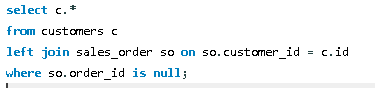 select c.*
from customers c
left join sales_order so on so.customer_id = c.id
where so.order_id is null;